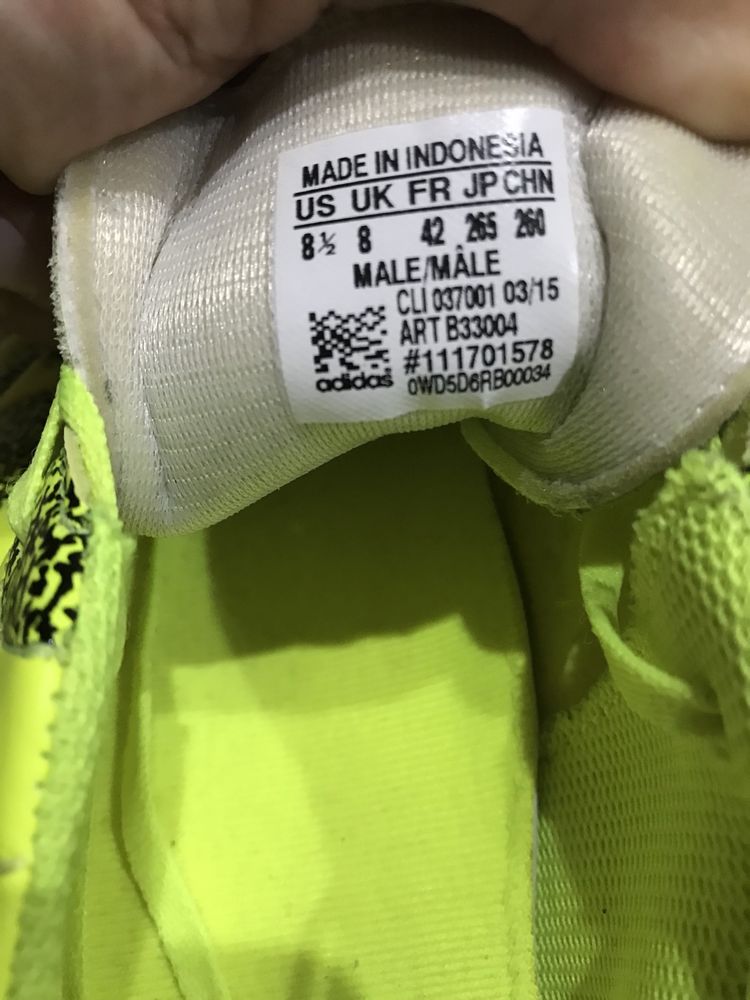 MADE IN INDONESIA
US UK FR JP CHN
8½ 8 42 265 260
MALE/MÂLE
CLI 037001 03/15
ART B33004
#111701578
adidas 0WD5D6RB00034